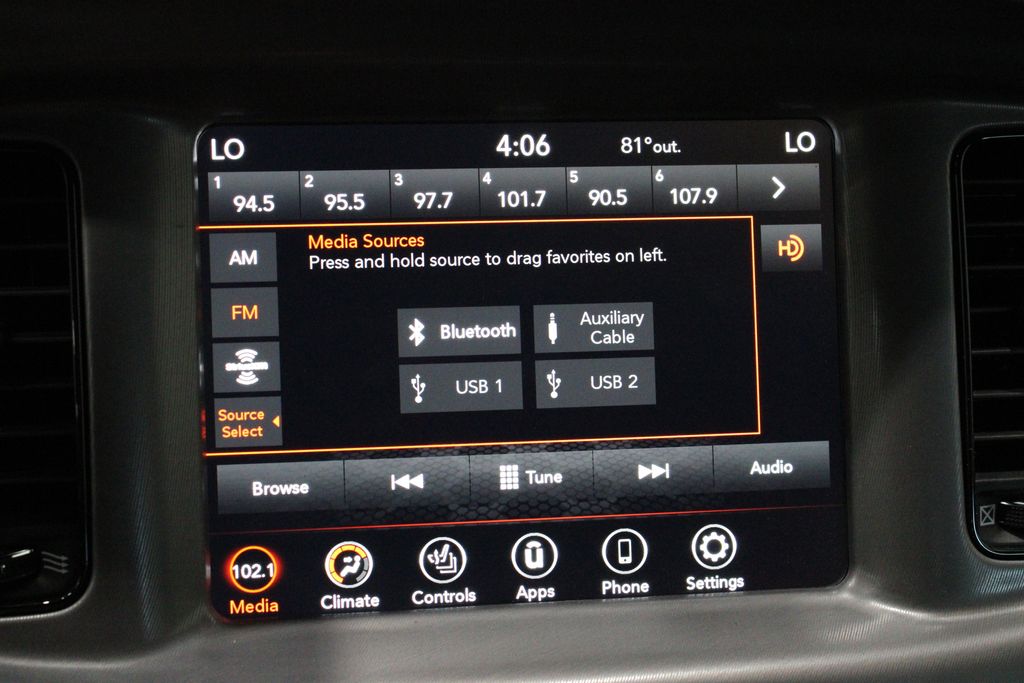 LO 4:06 81°out. LO
1 94.5 2 95.5 3 97.7 4 101.7 5 90.5 6 107.9
AM
FM
Source
Select
Media Sources
Press and hold source to drag favorites on left.
HD
Bluetooth
Auxiliary
Cable
USB 1
USB 2
Browse
Tune
Audio
102.1
Media
Climate
Controls
Apps
Phone
Settings